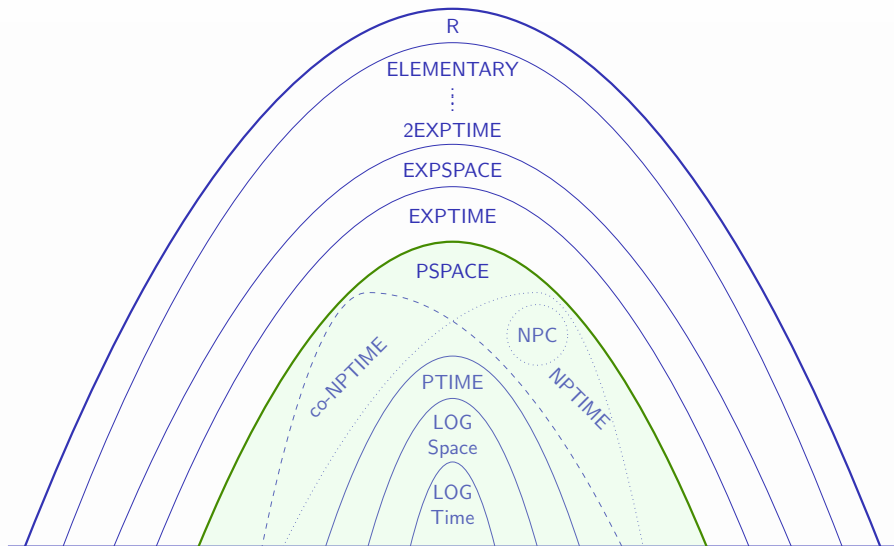 R
ELEMENTARY
2EXPTIME
EXPSPACE
EXPTIME
PSPACE
NPC
co-NPTIME
PTIME
NPTIME
LOG
Space
LOG
Time